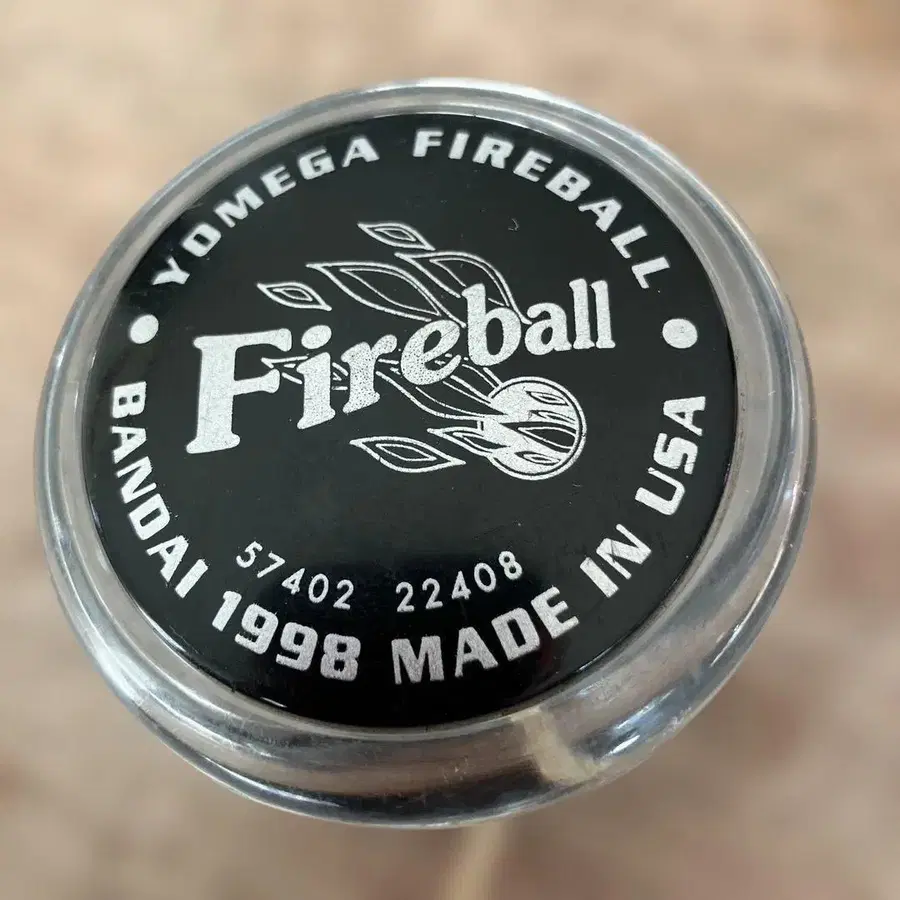 YOMEGA FIREBALL
Fireball
57402 22408
BANDAI 1998 MADE IN USA